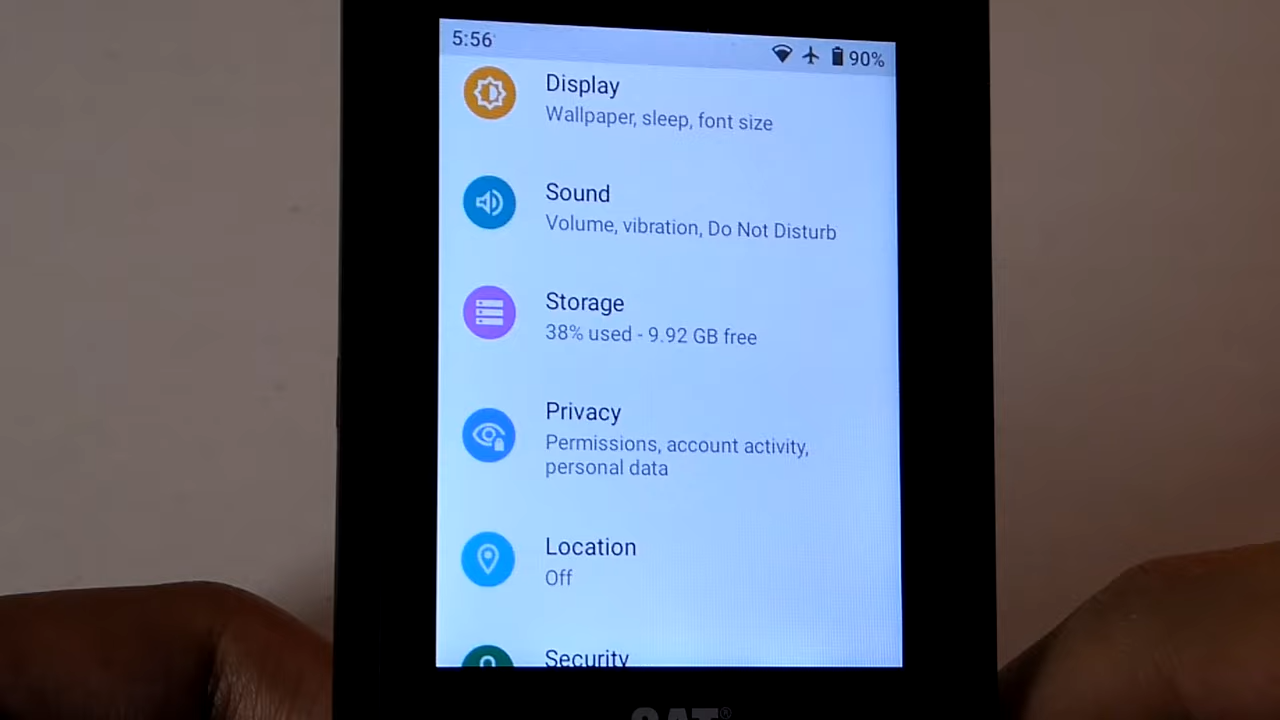 5:56
90%
Display
Wallpaper, sleep, font size
Sound
Volume, vibration, Do Not Disturb
Storage
38% used - 9.92 GB free
Privacy
Permissions, account activity,
personal data
Location
Off
Security
CAT®